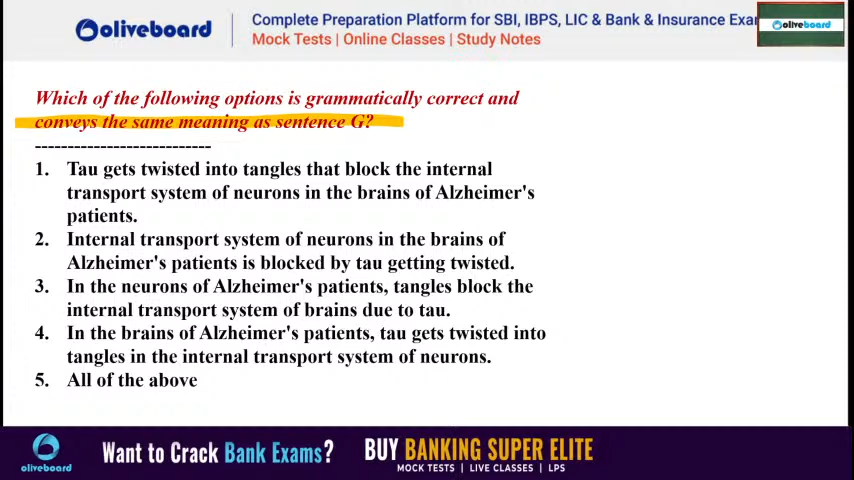 oliveboard
Complete Preparation Platform for SBI, IBPS, LIC & Bank & Insurance Exa
Mock Tests | Online Classes | Study Notes
oliveboard
Which of the following options is grammatically correct and
conveys the same meaning as sentence G?
---------------------------
1. Tau gets twisted into tangles that block the internal
transport system of neurons in the brains of Alzheimer's
patients.
2. Internal transport system of neurons in the brains of
Alzheimer's patients is blocked by tau getting twisted.
3. In the neurons of Alzheimer's patients, tangles block the
internal transport system of brains due to tau.
4. In the brains of Alzheimer's patients, tau gets twisted into
tangles in the internal transport system of neurons.
5. All of the above
oliveboard
Want to Crack Bank Exams?
BUY BANKING SUPER ELITE
MOCK TESTS | LIVE CLASSES | LPS